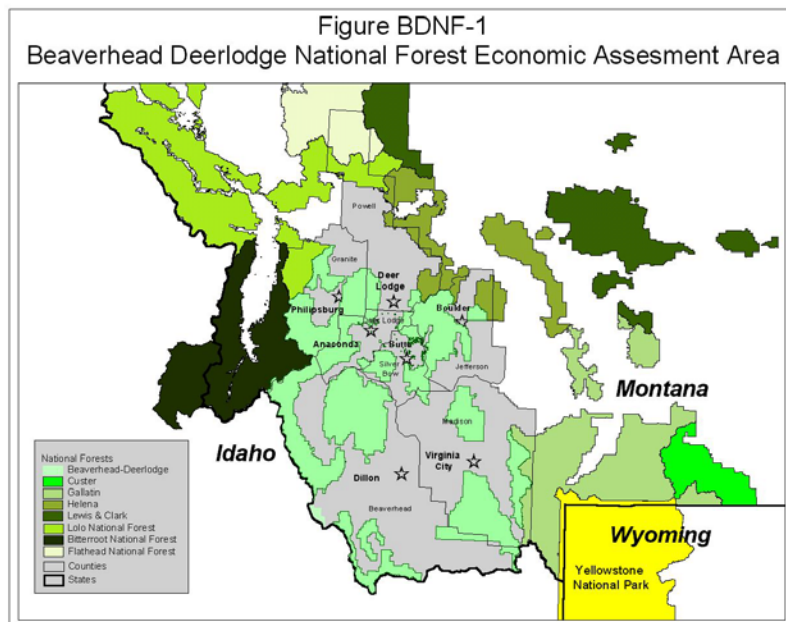 Figure BDNF-1
Beaverhead Deerlodge National Forest Economic Assesment Area
Powell
Granite
Deer
Lodge
Philipsburg
Lodge
Boulder
Anaconda
Butte
Silver
Bow
Jefferson
Montana
Madison
Idaho
Virginia
City
Dillon
Beaverhead
Wyoming
Yellowstone
National Park
National Forests
Beaverhead-Deerlodge
Custer
Gallatin
Helena
Lewis & Clark
Lolo National Forest
Bitterroot National Forest
Flathead National Forest
Counties
States